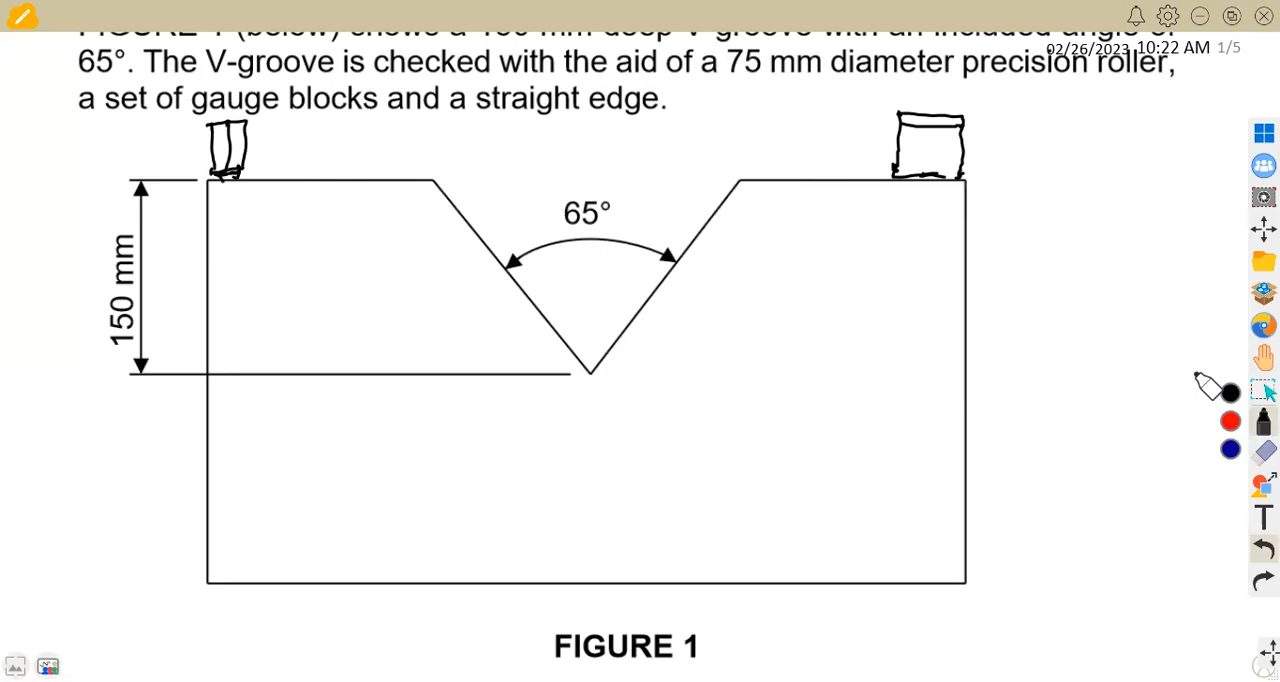 02/26/2023 10:22 AM 1/5
65°. The V-groove is checked with the aid of a 75 mm diameter precision roller,
a set of gauge blocks and a straight edge.
65°
150 mm
T
FIGURE 1